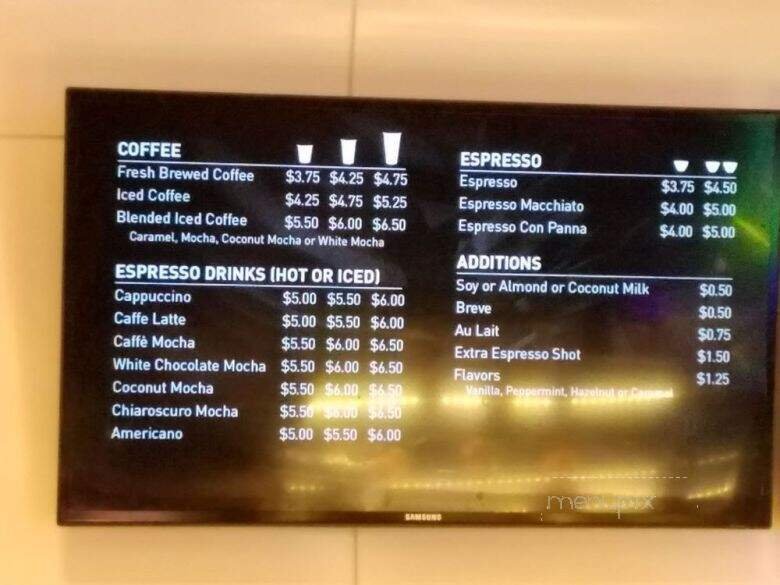 COFFEE
Fresh Brewed Coffee $3.75 $4.25 $4.75
Iced Coffee $4.25 $4.75 $5.25
Blended Iced Coffee $5.50 $6.00 $6.50
Caramel, Mocha, Coconut Mocha or White Mocha
ESPRESSO DRINKS (HOT OR ICED)
Cappuccino $5.00 $5.50 $6.00
Caffe Latte $5.00 $5.50 $6.00
Caffè Mocha $5.50 $6.00 $6.50
White Chocolate Mocha $5.50 $6.00 $6.50
Coconut Mocha $5.50 $6.00 $6.50
Chiaroscuro Mocha $5.50 $6.00 $6.50
Americano $5.00 $5.50 $6.00
ESPRESSO
Espresso $3.75 $4.50
Espresso Macchiato $4.00 $5.00
Espresso Con Panna $4.00 $5.00
ADDITIONS
Soy or Almond or Coconut Milk $0.50
Breve $0.50
Au Lait $0.75
Extra Espresso Shot $1.50
Flavors $1.25
Vanilla, Peppermint, Hazelnut or Caramel
SAMSUNG
menupix